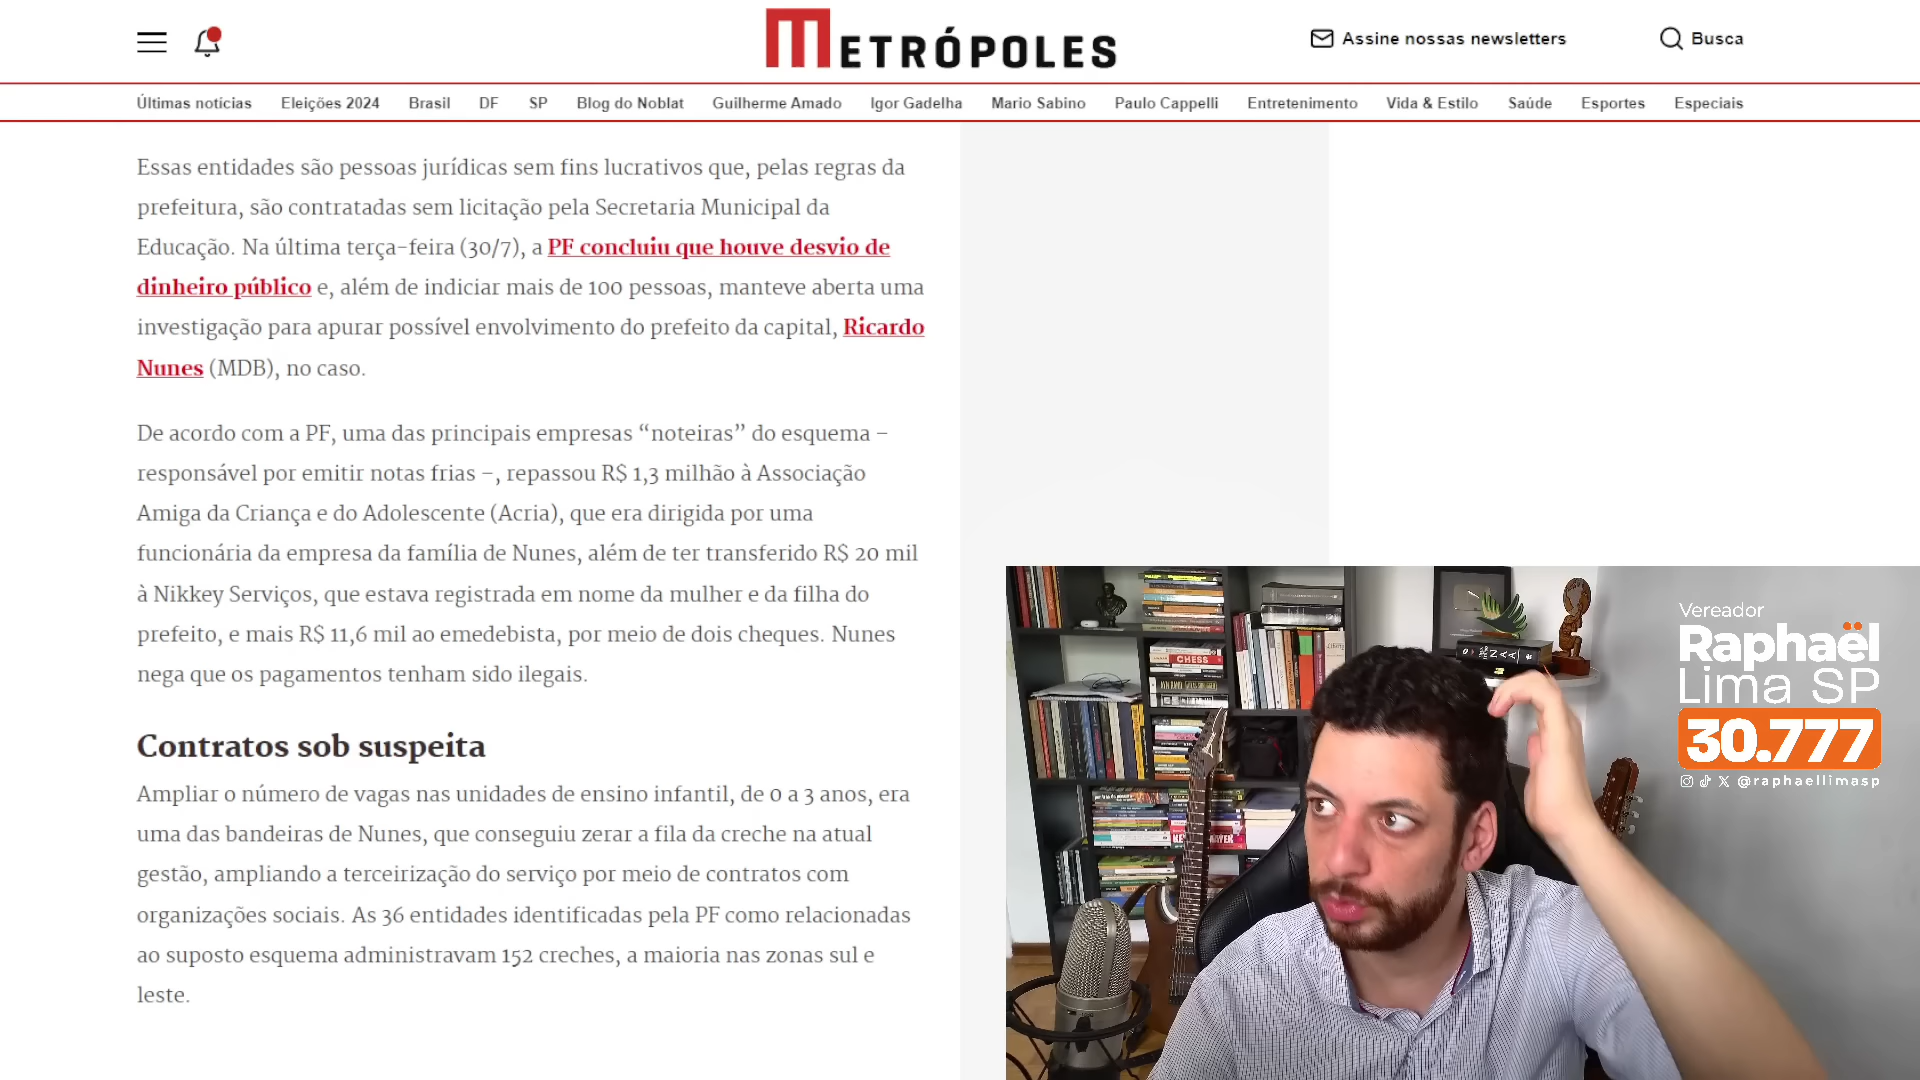 METRÓPOLES
Assine nossas newsletters
Busca
Últimas notícias Eleições 2024 Brasil DF SP Blog do Noblat Guilherme Amado Igor Gadelha Mario Sabino Paulo Cappelli Entretenimento Vida & Estilo Saúde Esportes Especiais
Essas entidades são pessoas jurídicas sem fins lucrativos que, pelas regras da
prefeitura, são contratadas sem licitação pela Secretaria Municipal da
Educação. Na última terça-feira (30/7), a PF concluiu que houve desvio de
dinheiro público e, além de indiciar mais de 100 pessoas, manteve aberta uma
investigação para apurar possível envolvimento do prefeito da capital, Ricardo
Nunes (MDB), no caso.
De acordo com a PF, uma das principais empresas “noteiras” do esquema –
responsável por emitir notas frias –, repassou R$ 1,3 milhão à Associação
Amiga da Criança e do Adolescente (Acria), que era dirigida por uma
funcionária da empresa da família de Nunes, além de ter transferido R$ 20 mil
à Nikkey Serviços, que estava registrada em nome da mulher e da filha do
prefeito, e mais R$ 11,6 mil ao emedebista, por meio de dois cheques. Nunes
nega que os pagamentos tenham sido ilegais.
Contratos sob suspeita
Ampliar o número de vagas nas unidades de ensino infantil, de 0 a 3 anos, era
uma das bandeiras de Nunes, que conseguiu zerar a fila da creche na atual
gestão, ampliando a terceirização do serviço por meio de contratos com
organizações sociais. As 36 entidades identificadas pela PF como relacionadas
ao suposto esquema administravam 152 creches, a maioria nas zonas sul e
leste.
Vereador
Raphaël
Lima SP
30.777
@raphaellimasp
CHESS